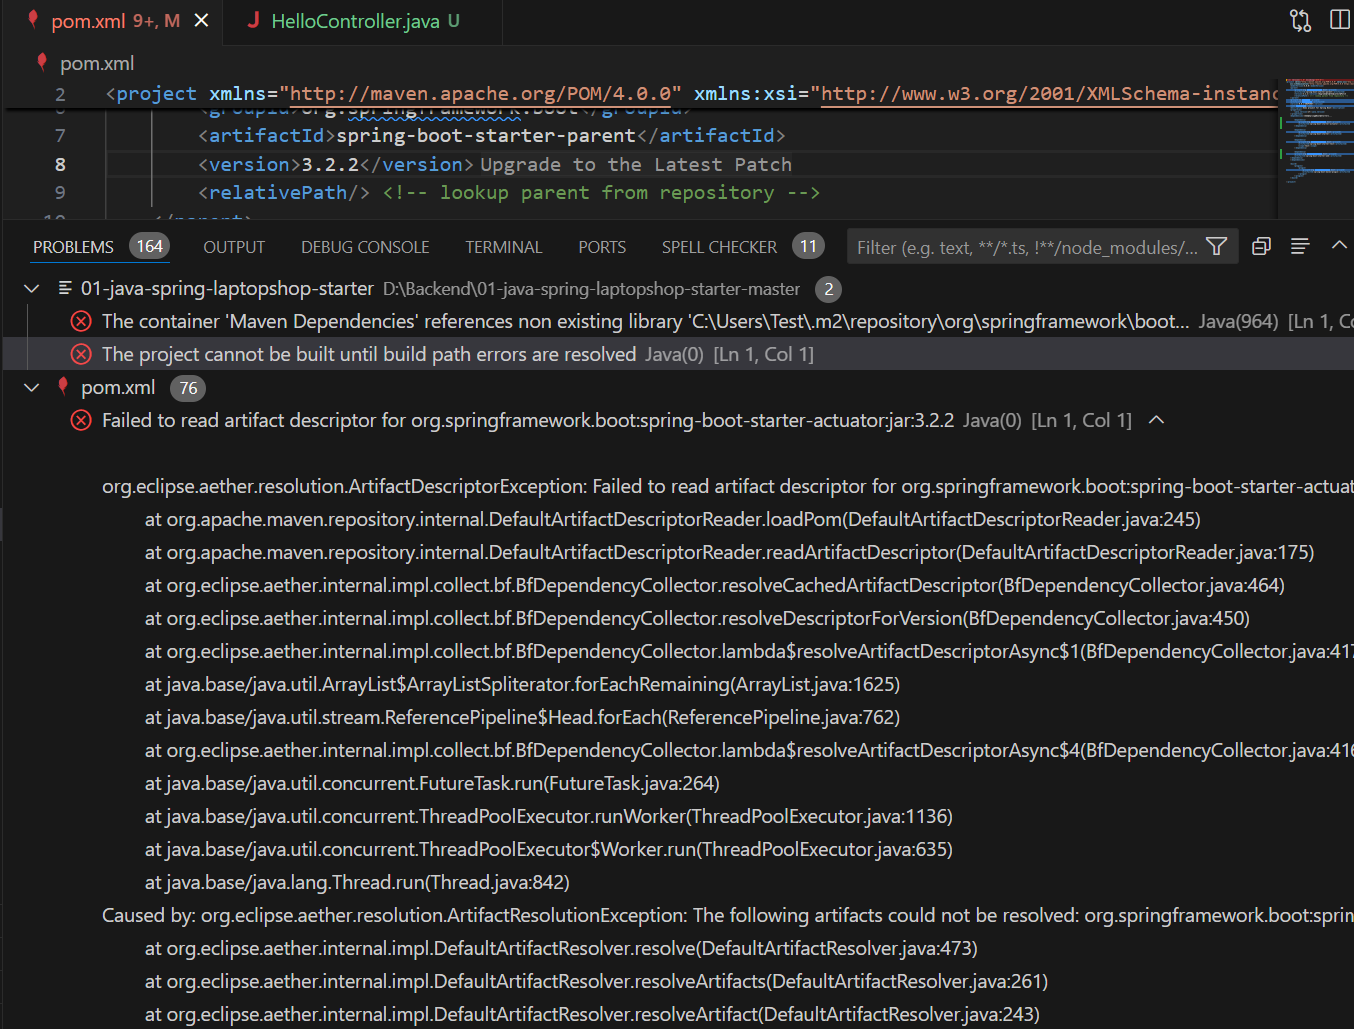 pom.xml 9+, M
HelloController.java U
pom.xml
2 <project xmlns="http://maven.apache.org/POM/4.0.0" xmlns:xsi="http://www.w3.org/2001/XMLSchema-instanc
<groupId>org.springframework.boot</groupId>
7 <artifactId>spring-boot-starter-parent</artifactId>
8 <version>3.2.2</version> Upgrade to the Latest Patch
9 <relativePath/> <!-- lookup parent from repository -->
10 </parent>
PROBLEMS 164 OUTPUT DEBUG CONSOLE TERMINAL PORTS SPELL CHECKER 11 Filter (e.g. text, **/*.ts, !**/node_modules/...
01-java-spring-laptopshop-starter D:\Backend\01-java-spring-laptopshop-starter-master 2
The container 'Maven Dependencies' references non existing library 'C:\Users\Test\.m2\repository\org\springframework\boot... Java(964) [Ln 1, Co
The project cannot be built until build path errors are resolved Java(0) [Ln 1, Col 1]
pom.xml 76
Failed to read artifact descriptor for org.springframework.boot:spring-boot-starter-actuator:jar:3.2.2 Java(0) [Ln 1, Col 1]
org.eclipse.aether.resolution.ArtifactDescriptorException: Failed to read artifact descriptor for org.springframework.boot:spring-boot-starter-actuat
at org.apache.maven.repository.internal.DefaultArtifactDescriptorReader.loadPom(DefaultArtifactDescriptorReader.java:245)
at org.apache.maven.repository.internal.DefaultArtifactDescriptorReader.readArtifactDescriptor(DefaultArtifactDescriptorReader.java:175)
at org.eclipse.aether.internal.impl.collect.bf.BfDependencyCollector.resolveCachedArtifactDescriptor(BfDependencyCollector.java:464)
at org.eclipse.aether.internal.impl.collect.bf.BfDependencyCollector.resolveDescriptorForVersion(BfDependencyCollector.java:450)
at org.eclipse.aether.internal.impl.collect.bf.BfDependencyCollector.lambda$resolveArtifactDescriptorAsync$1(BfDependencyCollector.java:417
at java.base/java.util.ArrayList$ArrayListSpliterator.forEachRemaining(ArrayList.java:1625)
at java.base/java.util.stream.ReferencePipeline$Head.forEach(ReferencePipeline.java:762)
at org.eclipse.aether.internal.impl.collect.bf.BfDependencyCollector.lambda$resolveArtifactDescriptorAsync$4(BfDependencyCollector.java:416
at java.base/java.util.concurrent.FutureTask.run(FutureTask.java:264)
at java.base/java.util.concurrent.ThreadPoolExecutor.runWorker(ThreadPoolExecutor.java:1136)
at java.base/java.util.concurrent.ThreadPoolExecutor$Worker.run(ThreadPoolExecutor.java:635)
at java.base/java.lang.Thread.run(Thread.java:842)
Caused by: org.eclipse.aether.resolution.ArtifactResolutionException: The following artifacts could not be resolved: org.springframework.boot:sprin
at org.eclipse.aether.internal.impl.DefaultArtifactResolver.resolve(DefaultArtifactResolver.java:473)
at org.eclipse.aether.internal.impl.DefaultArtifactResolver.resolveArtifacts(DefaultArtifactResolver.java:261)
at org.eclipse.aether.internal.impl.DefaultArtifactResolver.resolveArtifact(DefaultArtifactResolver.java:243)